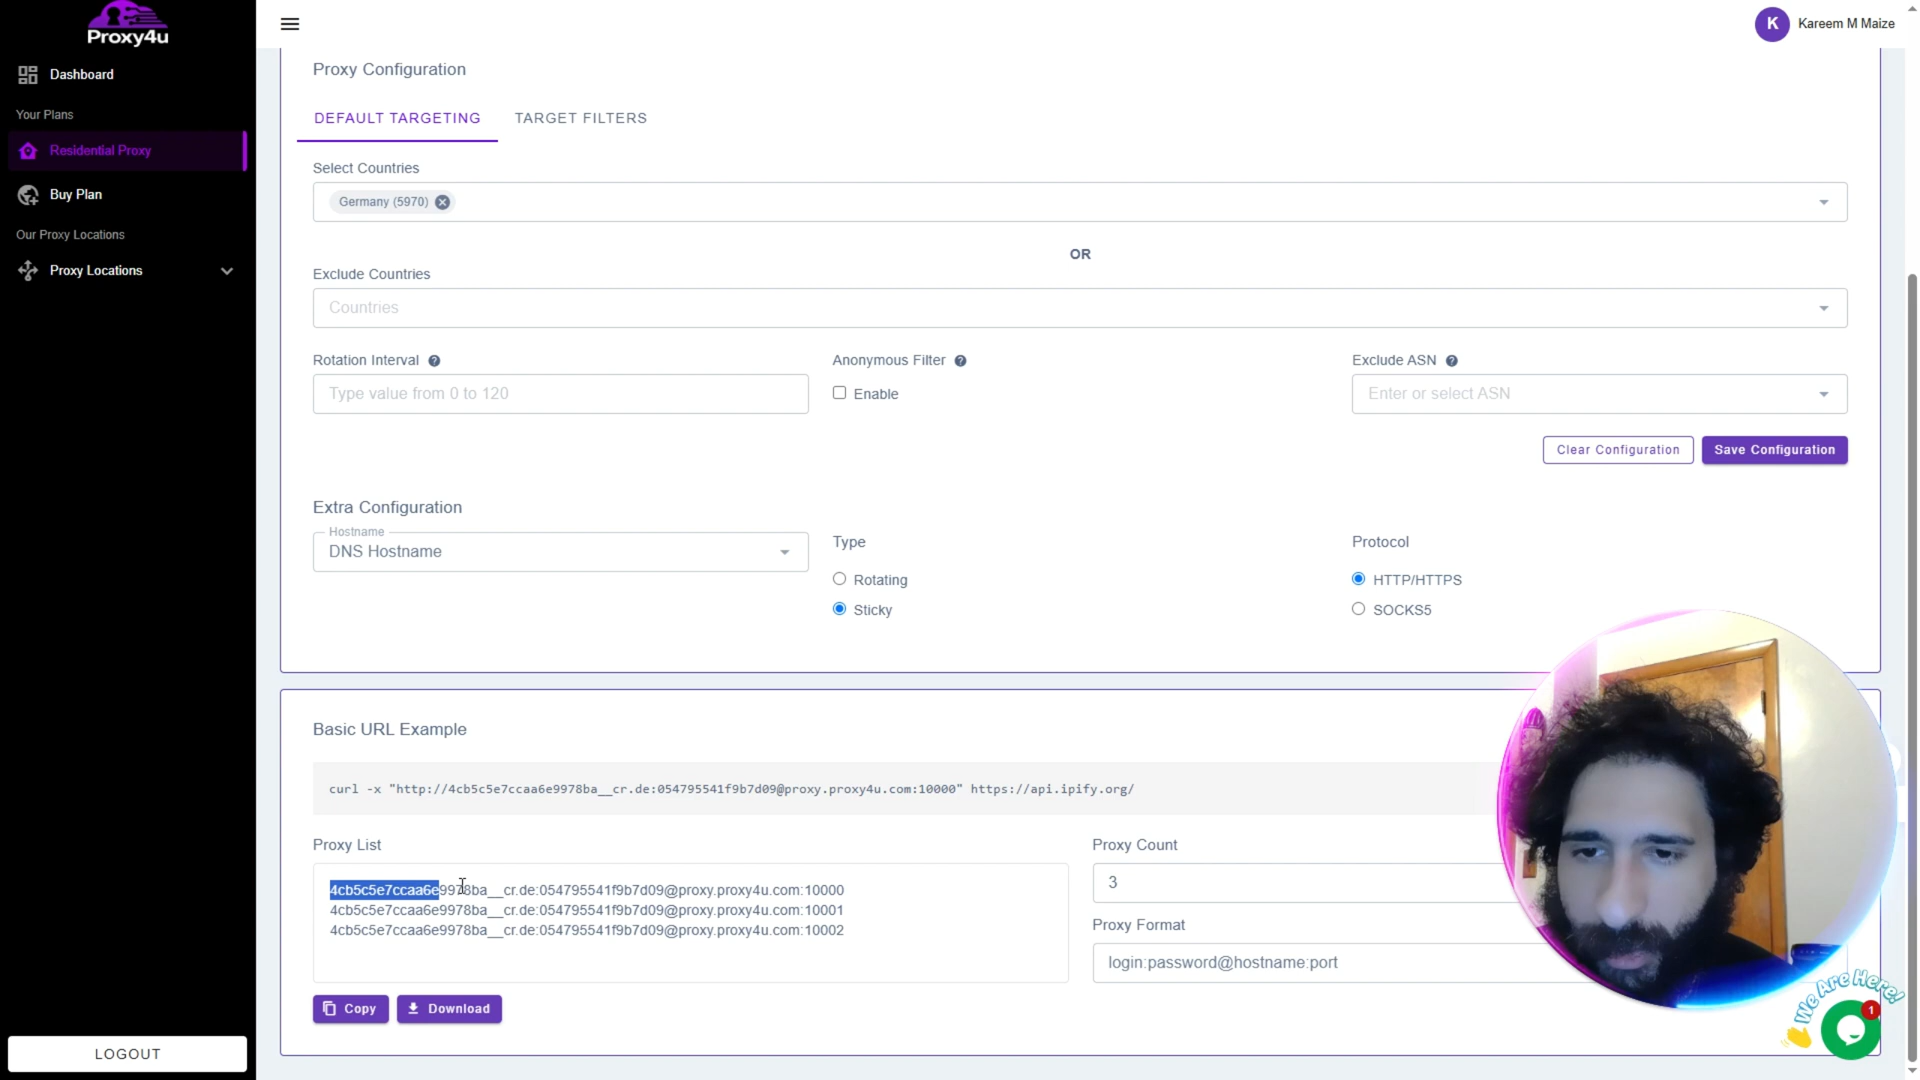 Proxy4u
Dashboard
Your Plans
Residential Proxy
Buy Plan
Our Proxy Locations
Proxy Locations
LOGOUT
K
Kareem M Maize
Proxy Configuration
DEFAULT TARGETING
TARGET FILTERS
Select Countries
Germany (5970)
OR
Exclude Countries
Countries
Rotation Interval
Type value from 0 to 120
Anonymous Filter
Enable
Exclude ASN
Enter or select ASN
Clear Configuration
Save Configuration
Extra Configuration
Hostname
DNS Hostname
Type
Rotating
Sticky
Protocol
HTTP/HTTPS
SOCKS5
Basic URL Example
curl -x "http://4cb5c5e7ccaa6e9978ba__cr.de:054795541f9b7d09@proxy.proxy4u.com:10000" https://api.ipify.org/
Proxy List
4cb5c5e7ccaa6e9978ba__cr.de:054795541f9b7d09@proxy.proxy4u.com:10000
4cb5c5e7ccaa6e9978ba__cr.de:054795541f9b7d09@proxy.proxy4u.com:10001
4cb5c5e7ccaa6e9978ba__cr.de:054795541f9b7d09@proxy.proxy4u.com:10002
Copy
Download
Proxy Count
3
Proxy Format
login:password@hostname:port
We Are Here!
1